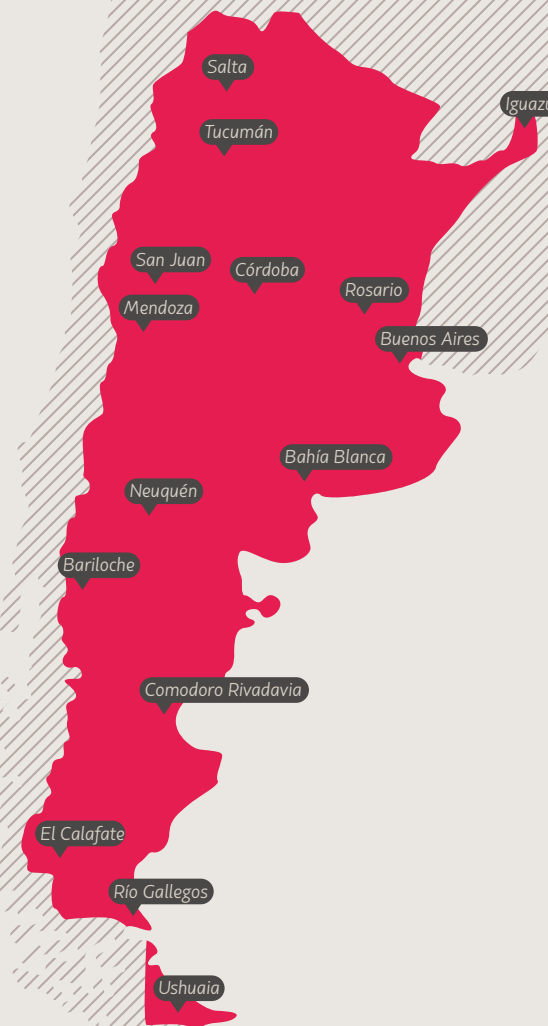 Salta
Iguazú
Tucumán
San Juan
Córdoba
Mendoza
Rosario
Buenos Aires
Bahía Blanca
Neuquén
Bariloche
Comodoro Rivadavia
El Calafate
Río Gallegos
Ushuaia